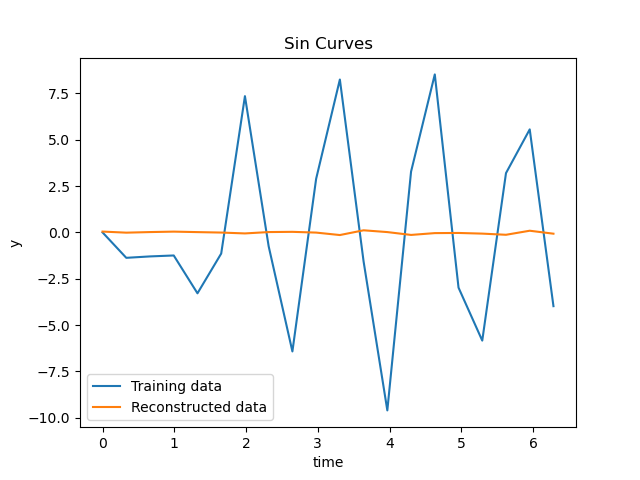 Sin Curves
7.5
5.0
2.5
0.0
−2.5
−5.0
−7.5
−10.0
y
Training data
Reconstructed data
0 1 2 3 4 5 6
time